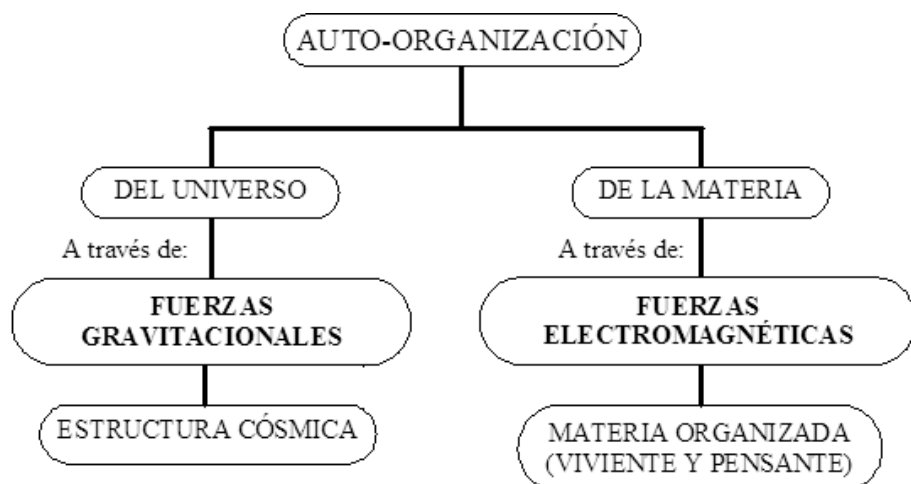 AUTO-ORGANIZACIÓN
DEL UNIVERSO
A través de:
FUERZAS
GRAVITACIONALES
ESTRUCTURA CÓSMICA
DE LA MATERIA
A través de:
FUERZAS
ELECTROMAGNÉTICAS
MATERIA ORGANIZADA
(VIVIENTE Y PENSANTE)